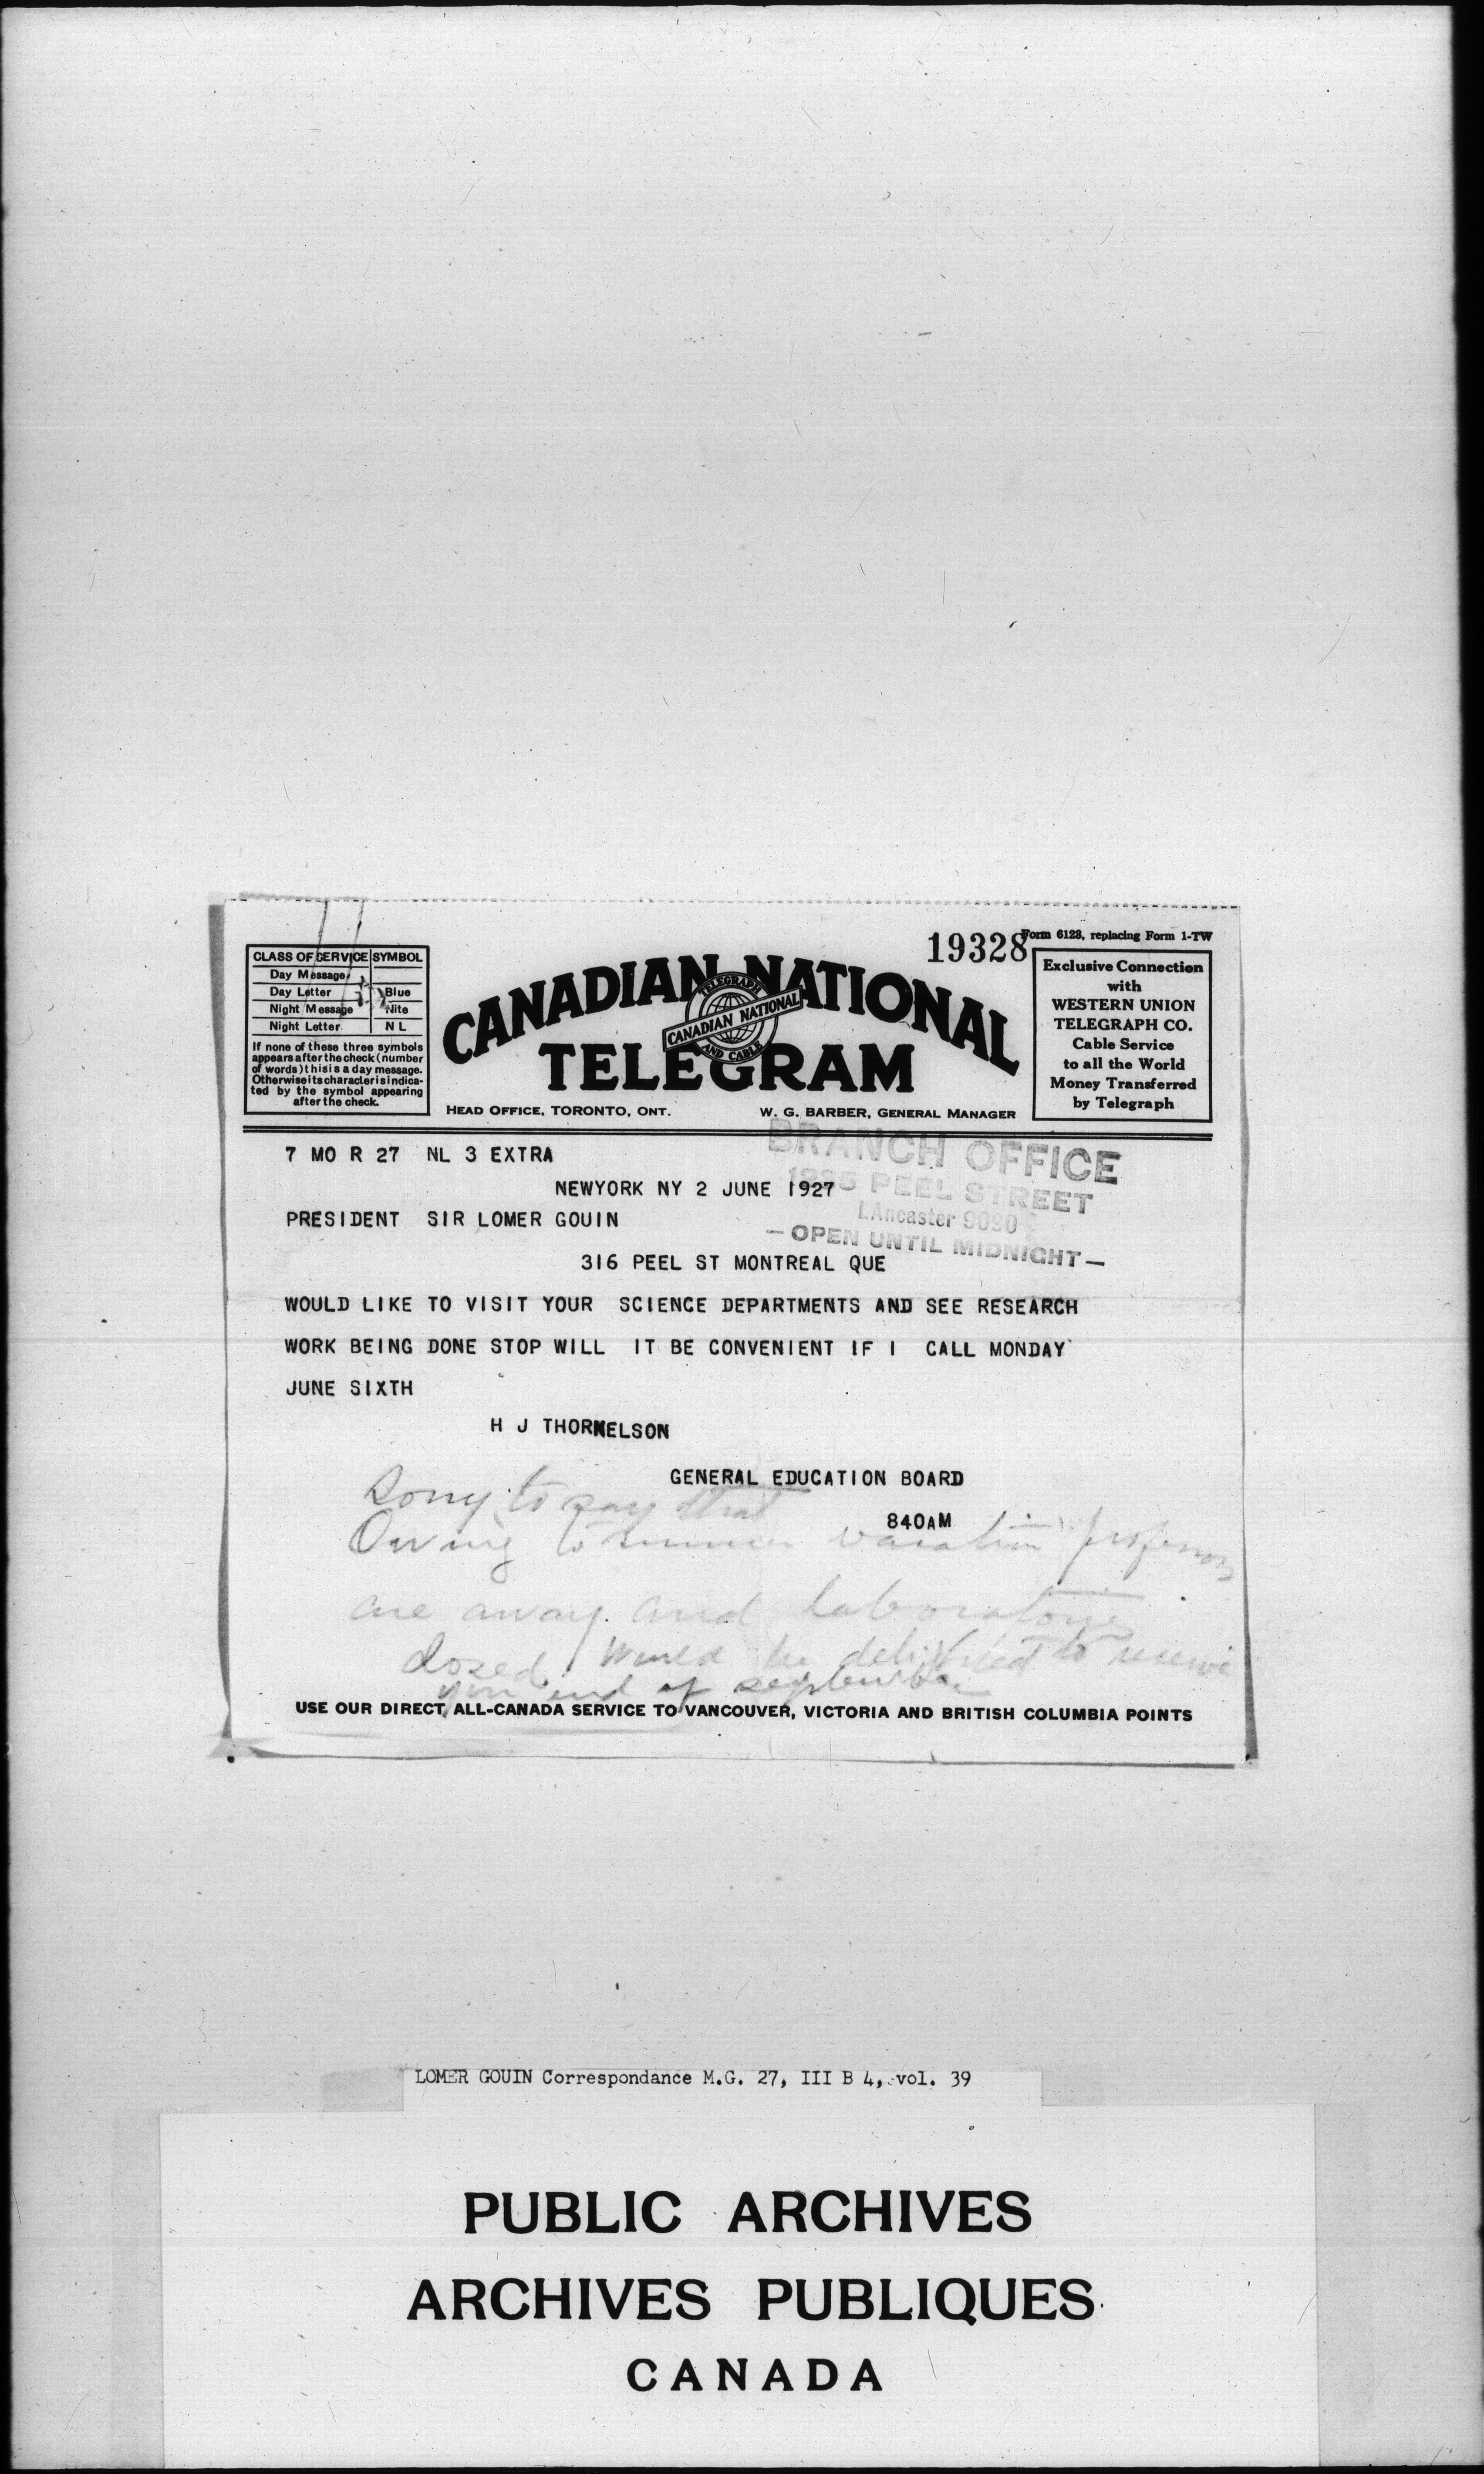 19328
Form 6123, replacing Form 1-TW
CLASS OF SERVICE SYMBOL
Day Message
Day Letter Blue
Night Message Nite
Night Letter N L
If none of these three symbols
appears after the check (number
of words) this is a day message.
Otherwise its character is indica-
ted by the symbol appearing
after the check.
CANADIAN NATIONAL
TELEGRAPH
CANADIAN NATIONAL
AND CABLE
TELEGRAM
HEAD OFFICE, TORONTO, ONT. W. G. BARBER, GENERAL MANAGER
Exclusive Connection
with
WESTERN UNION
TELEGRAPH CO.
Cable Service
to all the World
Money Transferred
by Telegraph
BRANCH OFFICE
PEEL STREET
LAncaster 9090
— OPEN UNTIL MIDNIGHT —
7 MO R 27 NL 3 EXTRA
NEWYORK NY 2 JUNE 1927
PRESIDENT SIR LOMER GOUIN
316 PEEL ST MONTREAL QUE
WOULD LIKE TO VISIT YOUR SCIENCE DEPARTMENTS AND SEE RESEARCH
WORK BEING DONE STOP WILL IT BE CONVENIENT IF I CALL MONDAY
JUNE SIXTH
H J THORKELSON
GENERAL EDUCATION BOARD
840AM
Sorry to say that
Owing to summer vacation professors
are away and laboratories
closed, Would be delighted to receive
you end of september
USE OUR DIRECT, ALL-CANADA SERVICE TO VANCOUVER, VICTORIA AND BRITISH COLUMBIA POINTS
LOMER GOUIN Correspondance M.G. 27, III B 4, vol. 39
PUBLIC ARCHIVES
ARCHIVES PUBLIQUES
CANADA